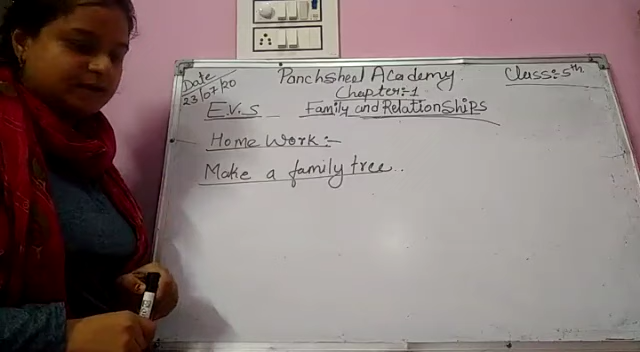 Date
23/07/20
Panchsheel Academy
Class:5th
Chapter:-1
E.V.S
Family and RelationShips
Home Work:-
Make a family tree..